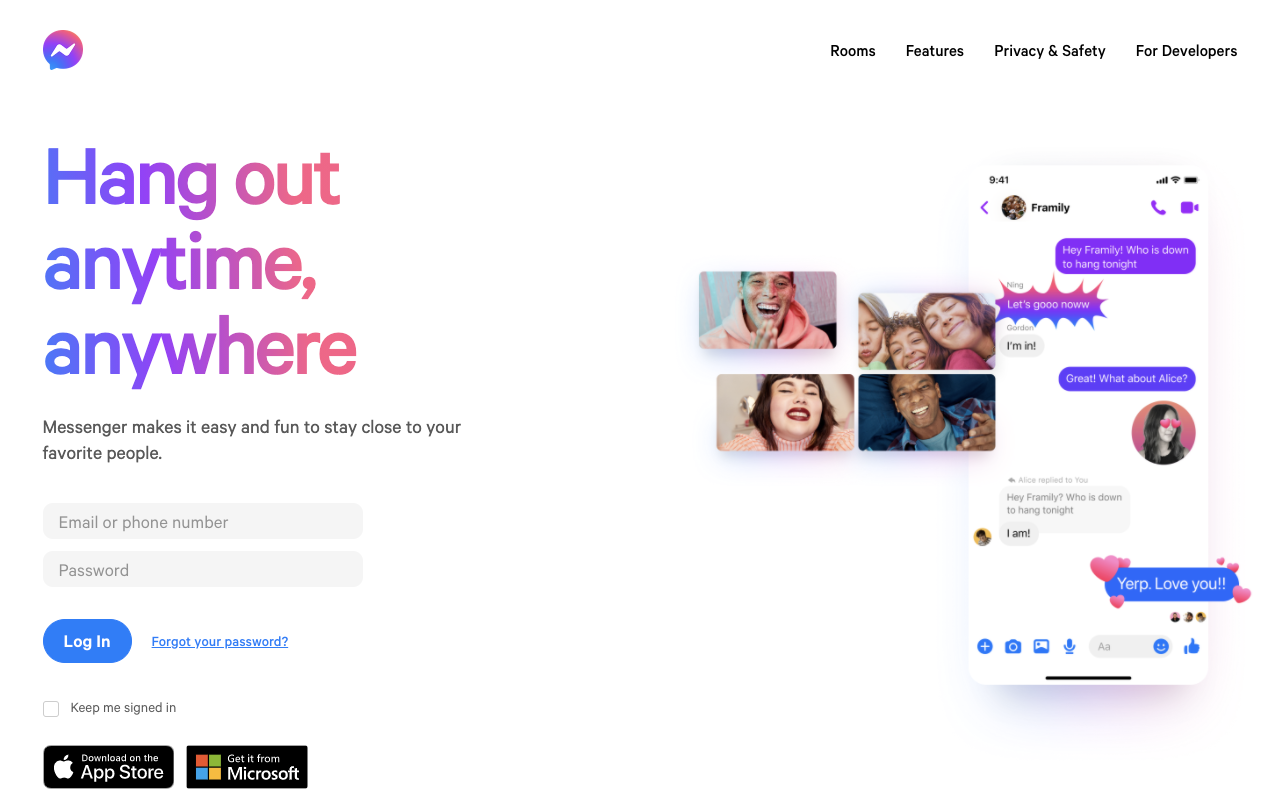 Rooms
Features
Privacy & Safety
For Developers
Hang out
anytime,
anywhere
Messenger makes it easy and fun to stay close to your
favorite people.
Email or phone number
Password
Log In
Forgot your password?
Keep me signed in
Download on the
App Store
Get it from
Microsoft
9:41
Framily
Hey Framily! Who is down
to hang tonight
Ning
Let's gooo noww
Gordon
I'm in!
Great! What about Alice?
Alice replied to You
Hey Framily? Who is down
to hang tonight
I am!
Yerp. Love you!!
Aa